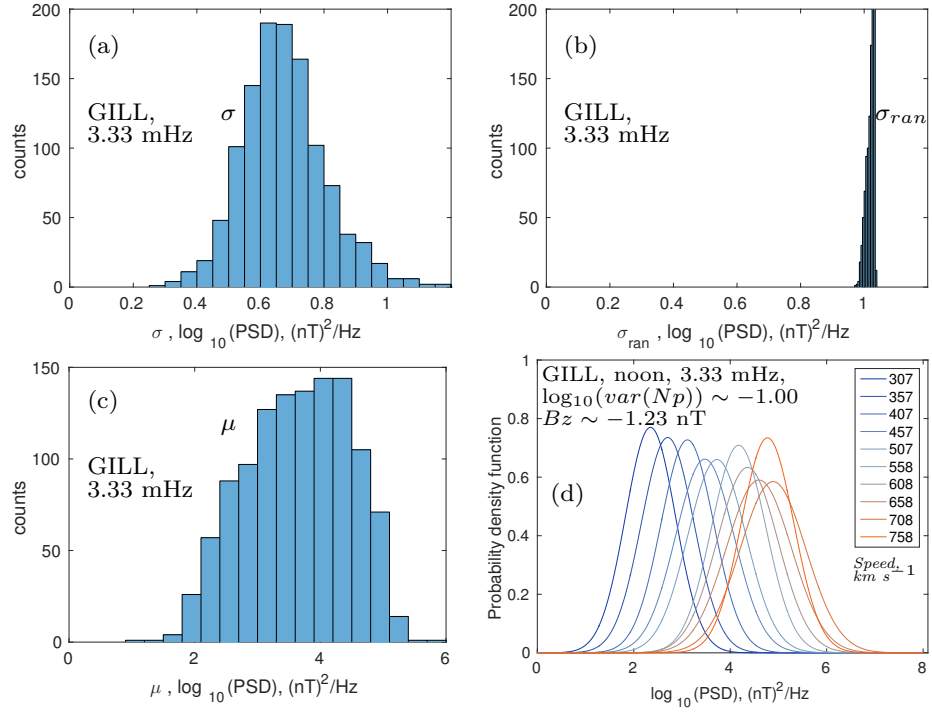 200
150
100
50
0
counts
(a)
GILL,
3.33 mHz
σ
0 0.2 0.4 0.6 0.8 1
σ , log 10 (PSD), (nT)²/Hz
200
150
100
50
0
counts
(b)
GILL,
3.33 mHz
σran
0 0.2 0.4 0.6 0.8 1
σran , log 10 (PSD), (nT)²/Hz
150
100
50
0
counts
(c)
GILL,
3.33 mHz
μ
0 2 4 6
μ , log 10 (PSD), (nT)²/Hz
1
0.8
0.6
0.4
0.2
0
Probability density function
GILL, noon, 3.33 mHz,
log10(var(Np)) ∼ −1.00
Bz ∼ −1.23 nT
(d)
307
357
407
457
507
558
608
658
708
758
Speed,
km s−1
0 2 4 6 8
log 10 (PSD), (nT)²/Hz